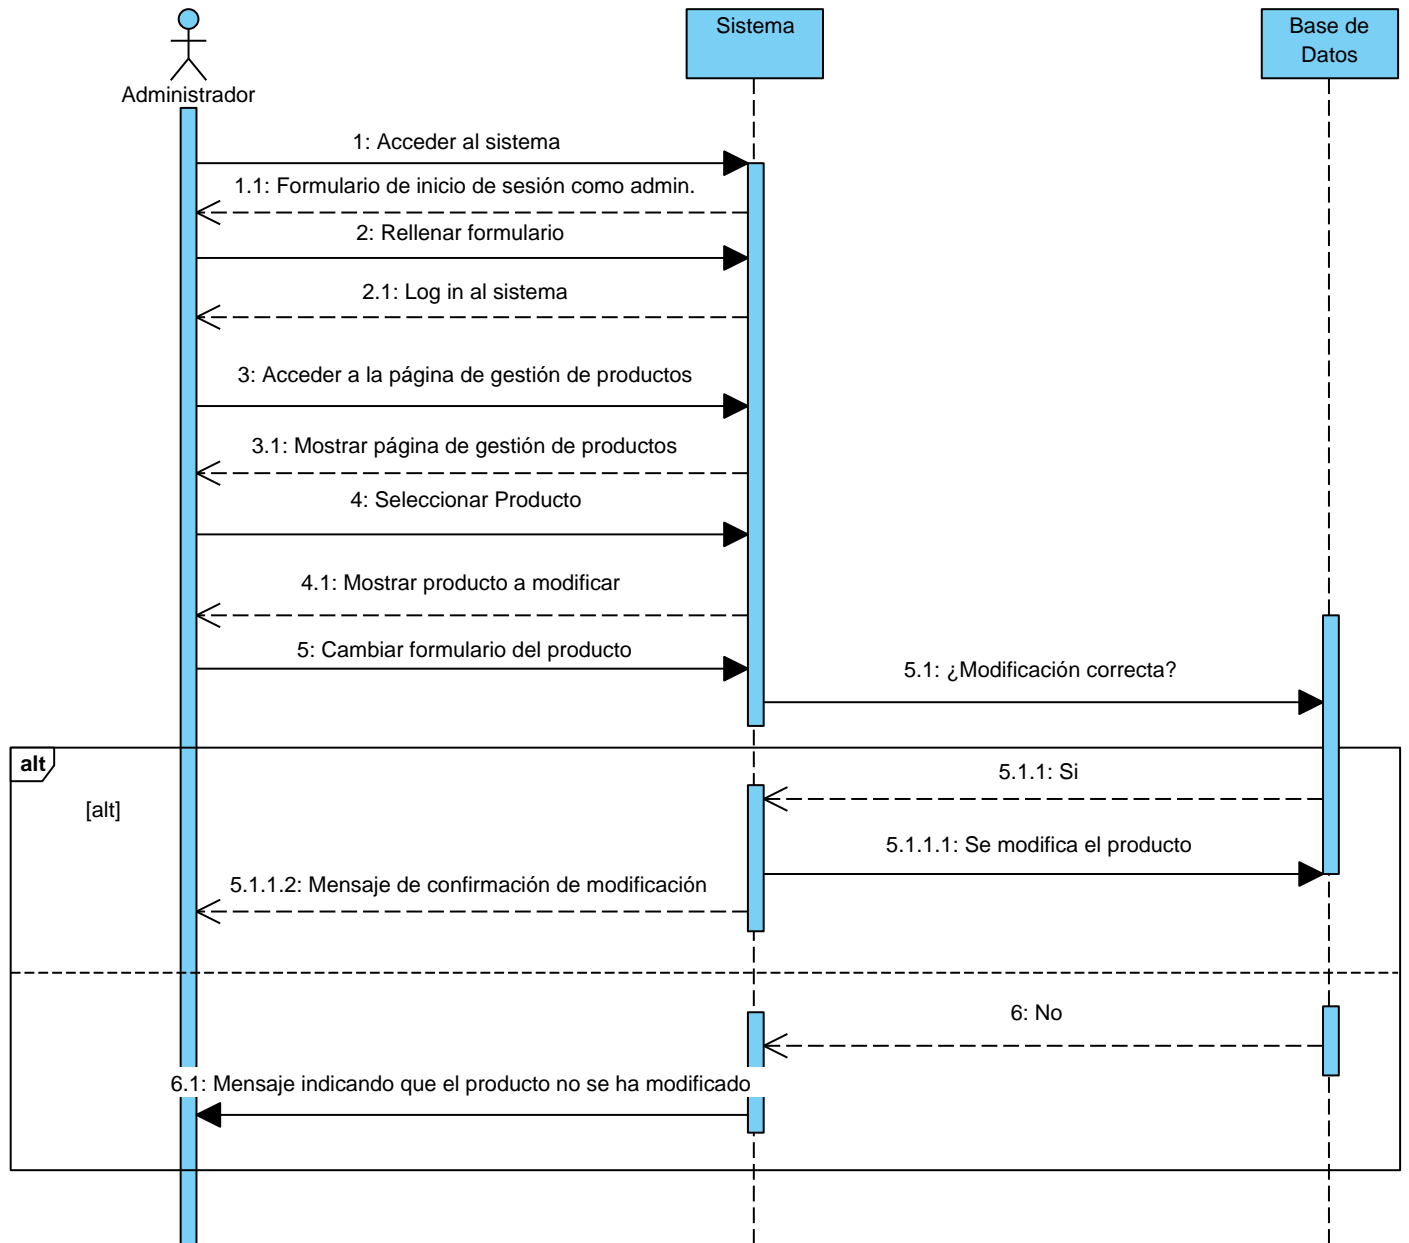 Administrador
Sistema
Base de
Datos
1: Acceder al sistema
1.1: Formulario de inicio de sesión como admin.
2: Rellenar formulario
2.1: Log in al sistema
3: Acceder a la página de gestión de productos
3.1: Mostrar página de gestión de productos
4: Seleccionar Producto
4.1: Mostrar producto a modificar
5: Cambiar formulario del producto
5.1: ¿Modificación correcta?
alt
[alt]
5.1.1: Si
5.1.1.1: Se modifica el producto
5.1.1.2: Mensaje de confirmación de modificación
6: No
6.1: Mensaje indicando que el producto no se ha modificado